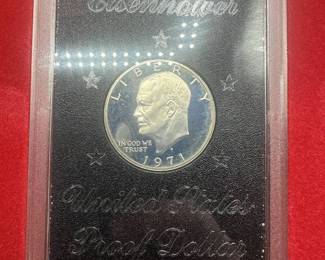 Eisenhower
LIBERTY
IN GOD WE
TRUST
1971
United States
Proof Dollar